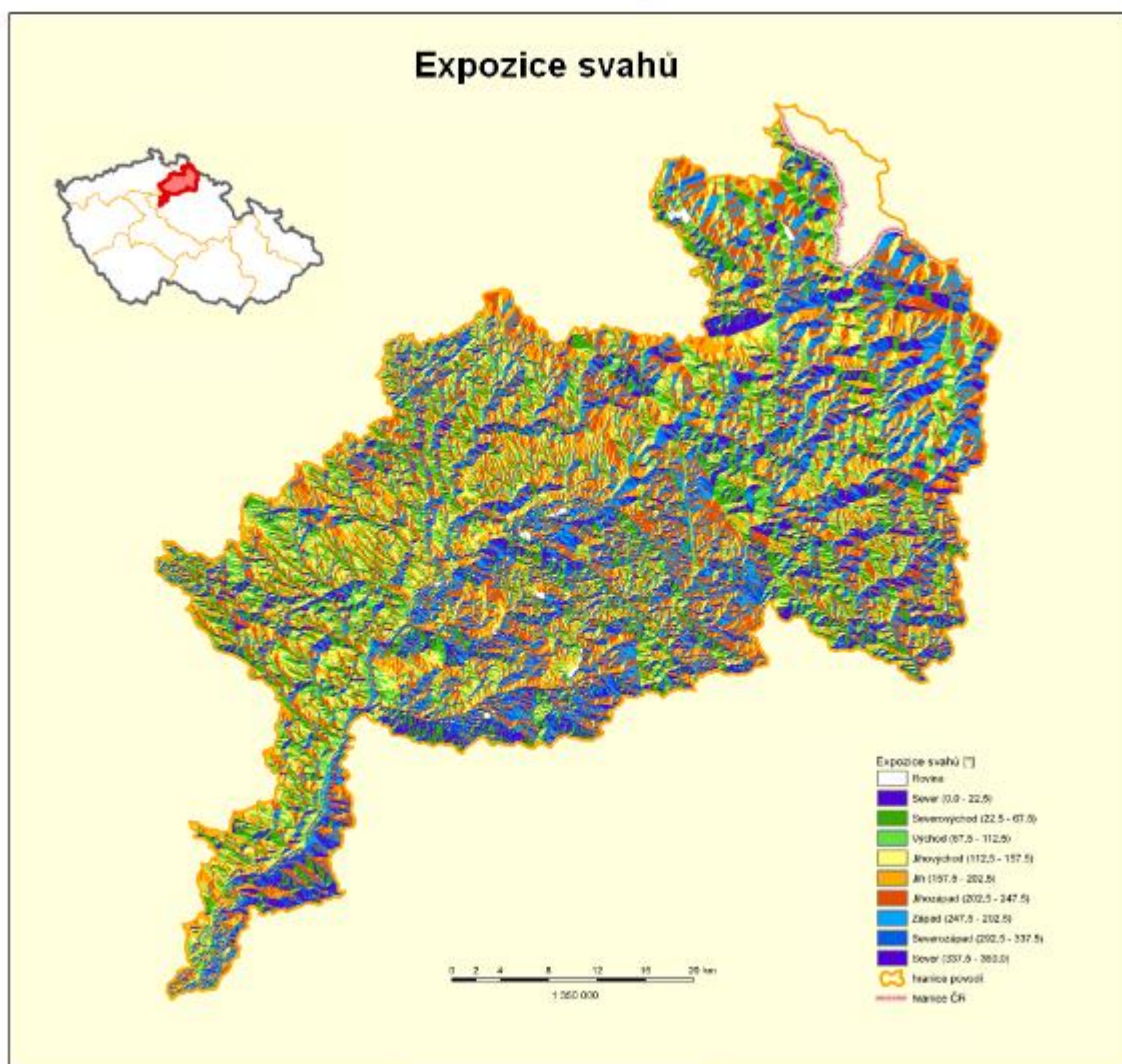 Expozice svahů
Expozice svahů [°]
Rovina
Sever (0,0 - 22,5)
Severovýchod (22,5 - 67,5)
Východ (67,5 - 112,5)
Jihovýchod (112,5 - 157,5)
Jih (157,5 - 202,5)
Jihozápad (202,5 - 247,5)
Západ (247,5 - 292,5)
Severozápad (292,5 - 337,5)
Sever (337,5 - 360,0)
hranice povodí
hranice ČR
0 2 4 8 12 16 20 km
1:350 000